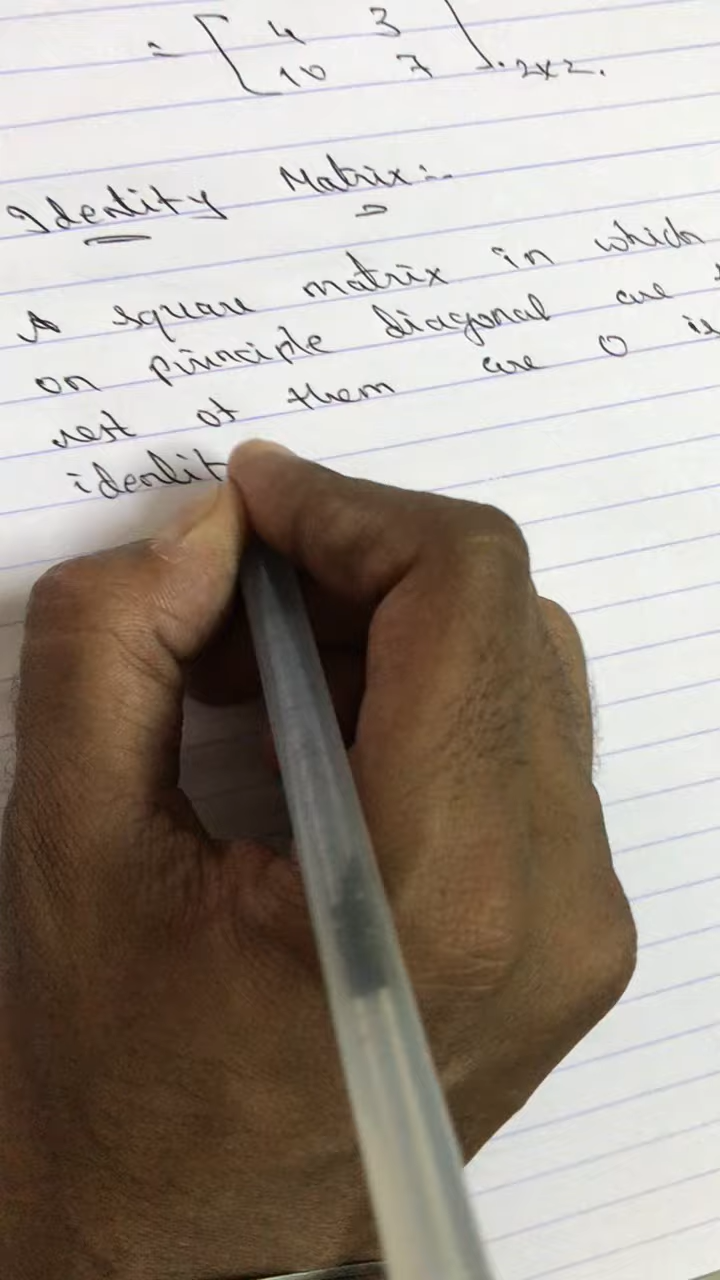 = [ 4 3
10 7 ] . 2x2.
Identity Matrix:-
A square matrix in which
on principle diagonal are
rest of them are 0 is
identit